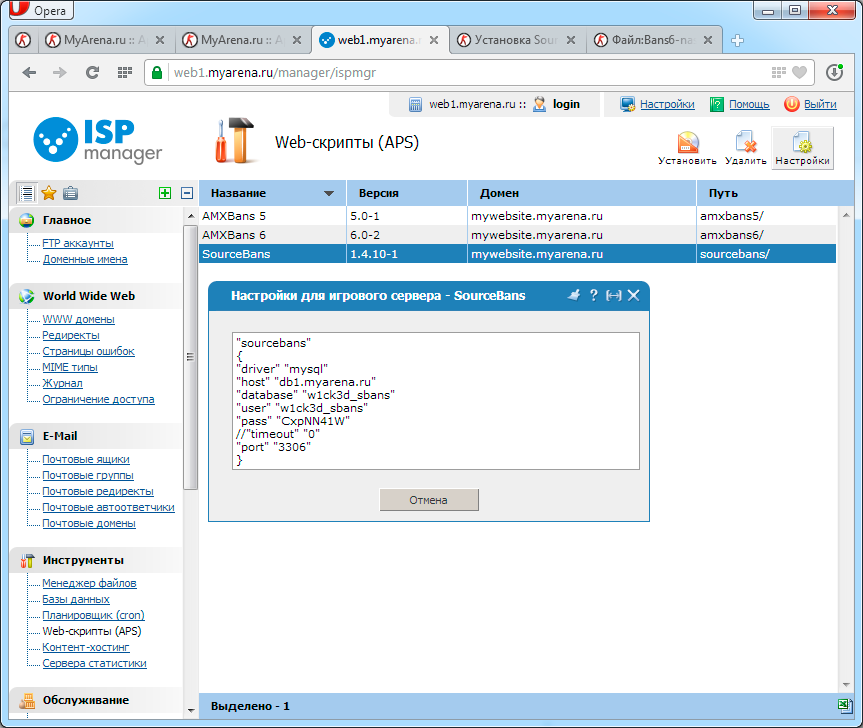 Opera
MyArena.ru :: A
MyArena.ru :: A
web1.myarena.
Установка Sour
Файл:Bans6-na
web1.myarena.ru/manager/ispmgr
web1.myarena.ru :: login
Настройки
Помощь
Выйти
ISP
manager
Web-скрипты (APS)
Установить
Удалить
Настройки
Название Версия Домен Путь
AMXBans 5 5.0-1 mywebsite.myarena.ru amxbans5/
AMXBans 6 6.0-2 mywebsite.myarena.ru amxbans6/
SourceBans 1.4.10-1 mywebsite.myarena.ru sourcebans/
Главное
FTP аккаунты
Доменные имена
World Wide Web
WWW домены
Редиректы
Страницы ошибок
MIME типы
Журнал
Ограничение доступа
E-Mail
Почтовые ящики
Почтовые группы
Почтовые редиректы
Почтовые автоответчики
Почтовые домены
Инструменты
Менеджер файлов
Базы данных
Планировщик (cron)
Web-скрипты (APS)
Контент-хостинг
Сервера статистики
Обслуживание
Настройки для игрового сервера - SourceBans
"sourcebans"
{
"driver" "mysql"
"host" "db1.myarena.ru"
"database" "w1ck3d_sbans"
"user" "w1ck3d_sbans"
"pass" "CxpNN41W"
//"timeout" "0"
"port" "3306"
}
Отмена
Выделено - 1